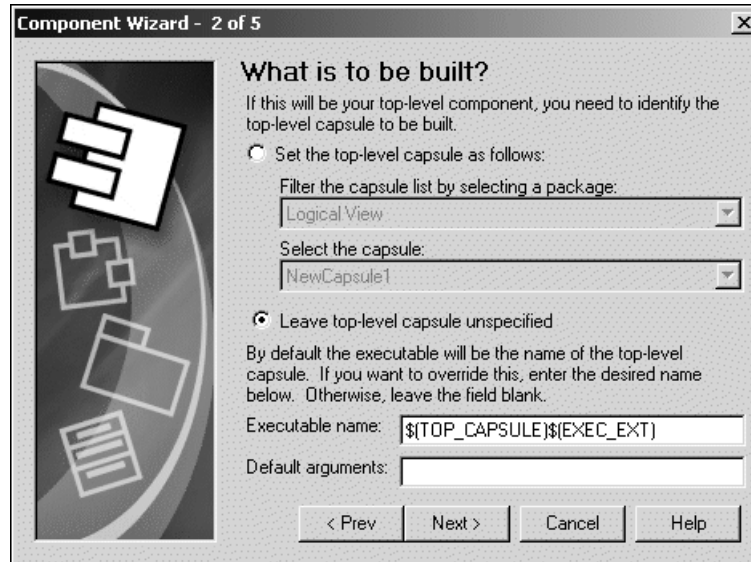 Component Wizard - 2 of 5
What is to be built?
If this will be your top-level component, you need to identify the
top-level capsule to be built.
Set the top-level capsule as follows:
Filter the capsule list by selecting a package:
Logical View
Select the capsule:
NewCapsule1
Leave top-level capsule unspecified
By default the executable will be the name of the top-level
capsule. If you want to override this, enter the desired name
below. Otherwise, leave the field blank.
Executable name: $(TOP_CAPSULE)$(EXEC_EXT)
Default arguments:
< Prev Next > Cancel Help